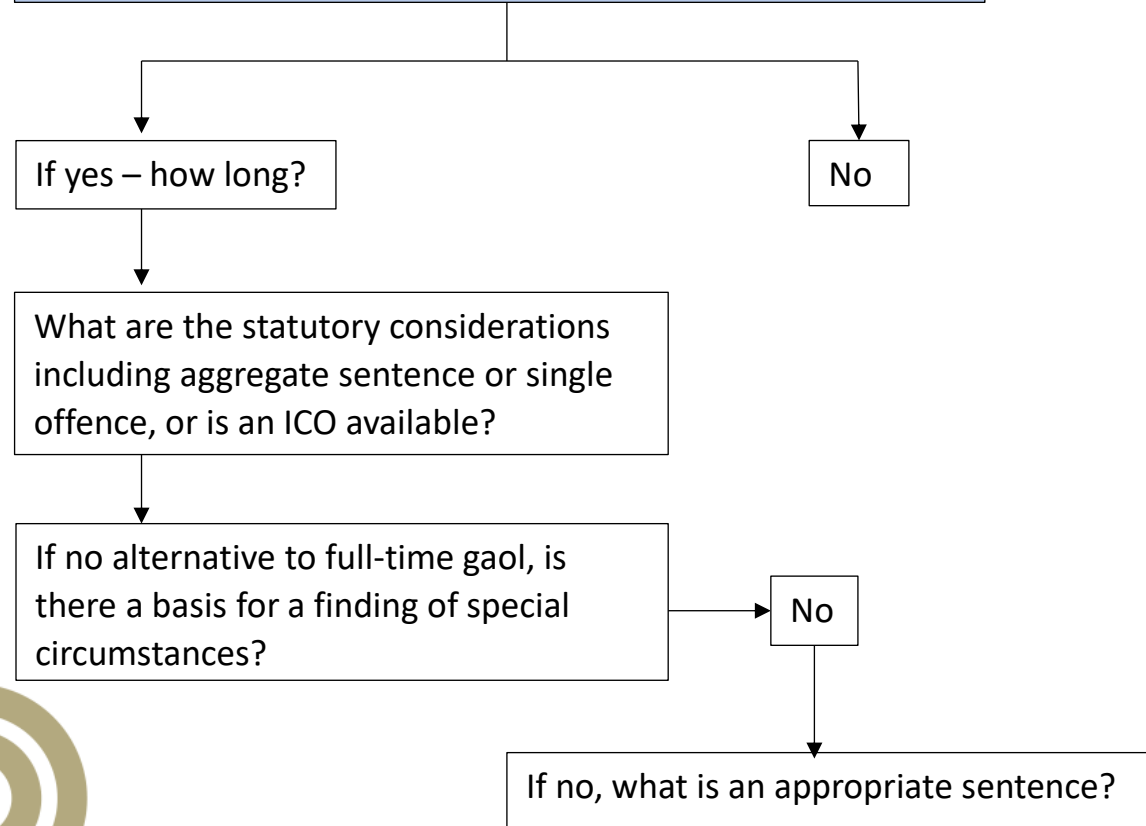 If yes – how long?
No
What are the statutory considerations
including aggregate sentence or single
offence, or is an ICO available?
If no alternative to full-time gaol, is
there a basis for a finding of special
circumstances?
No
If no, what is an appropriate sentence?